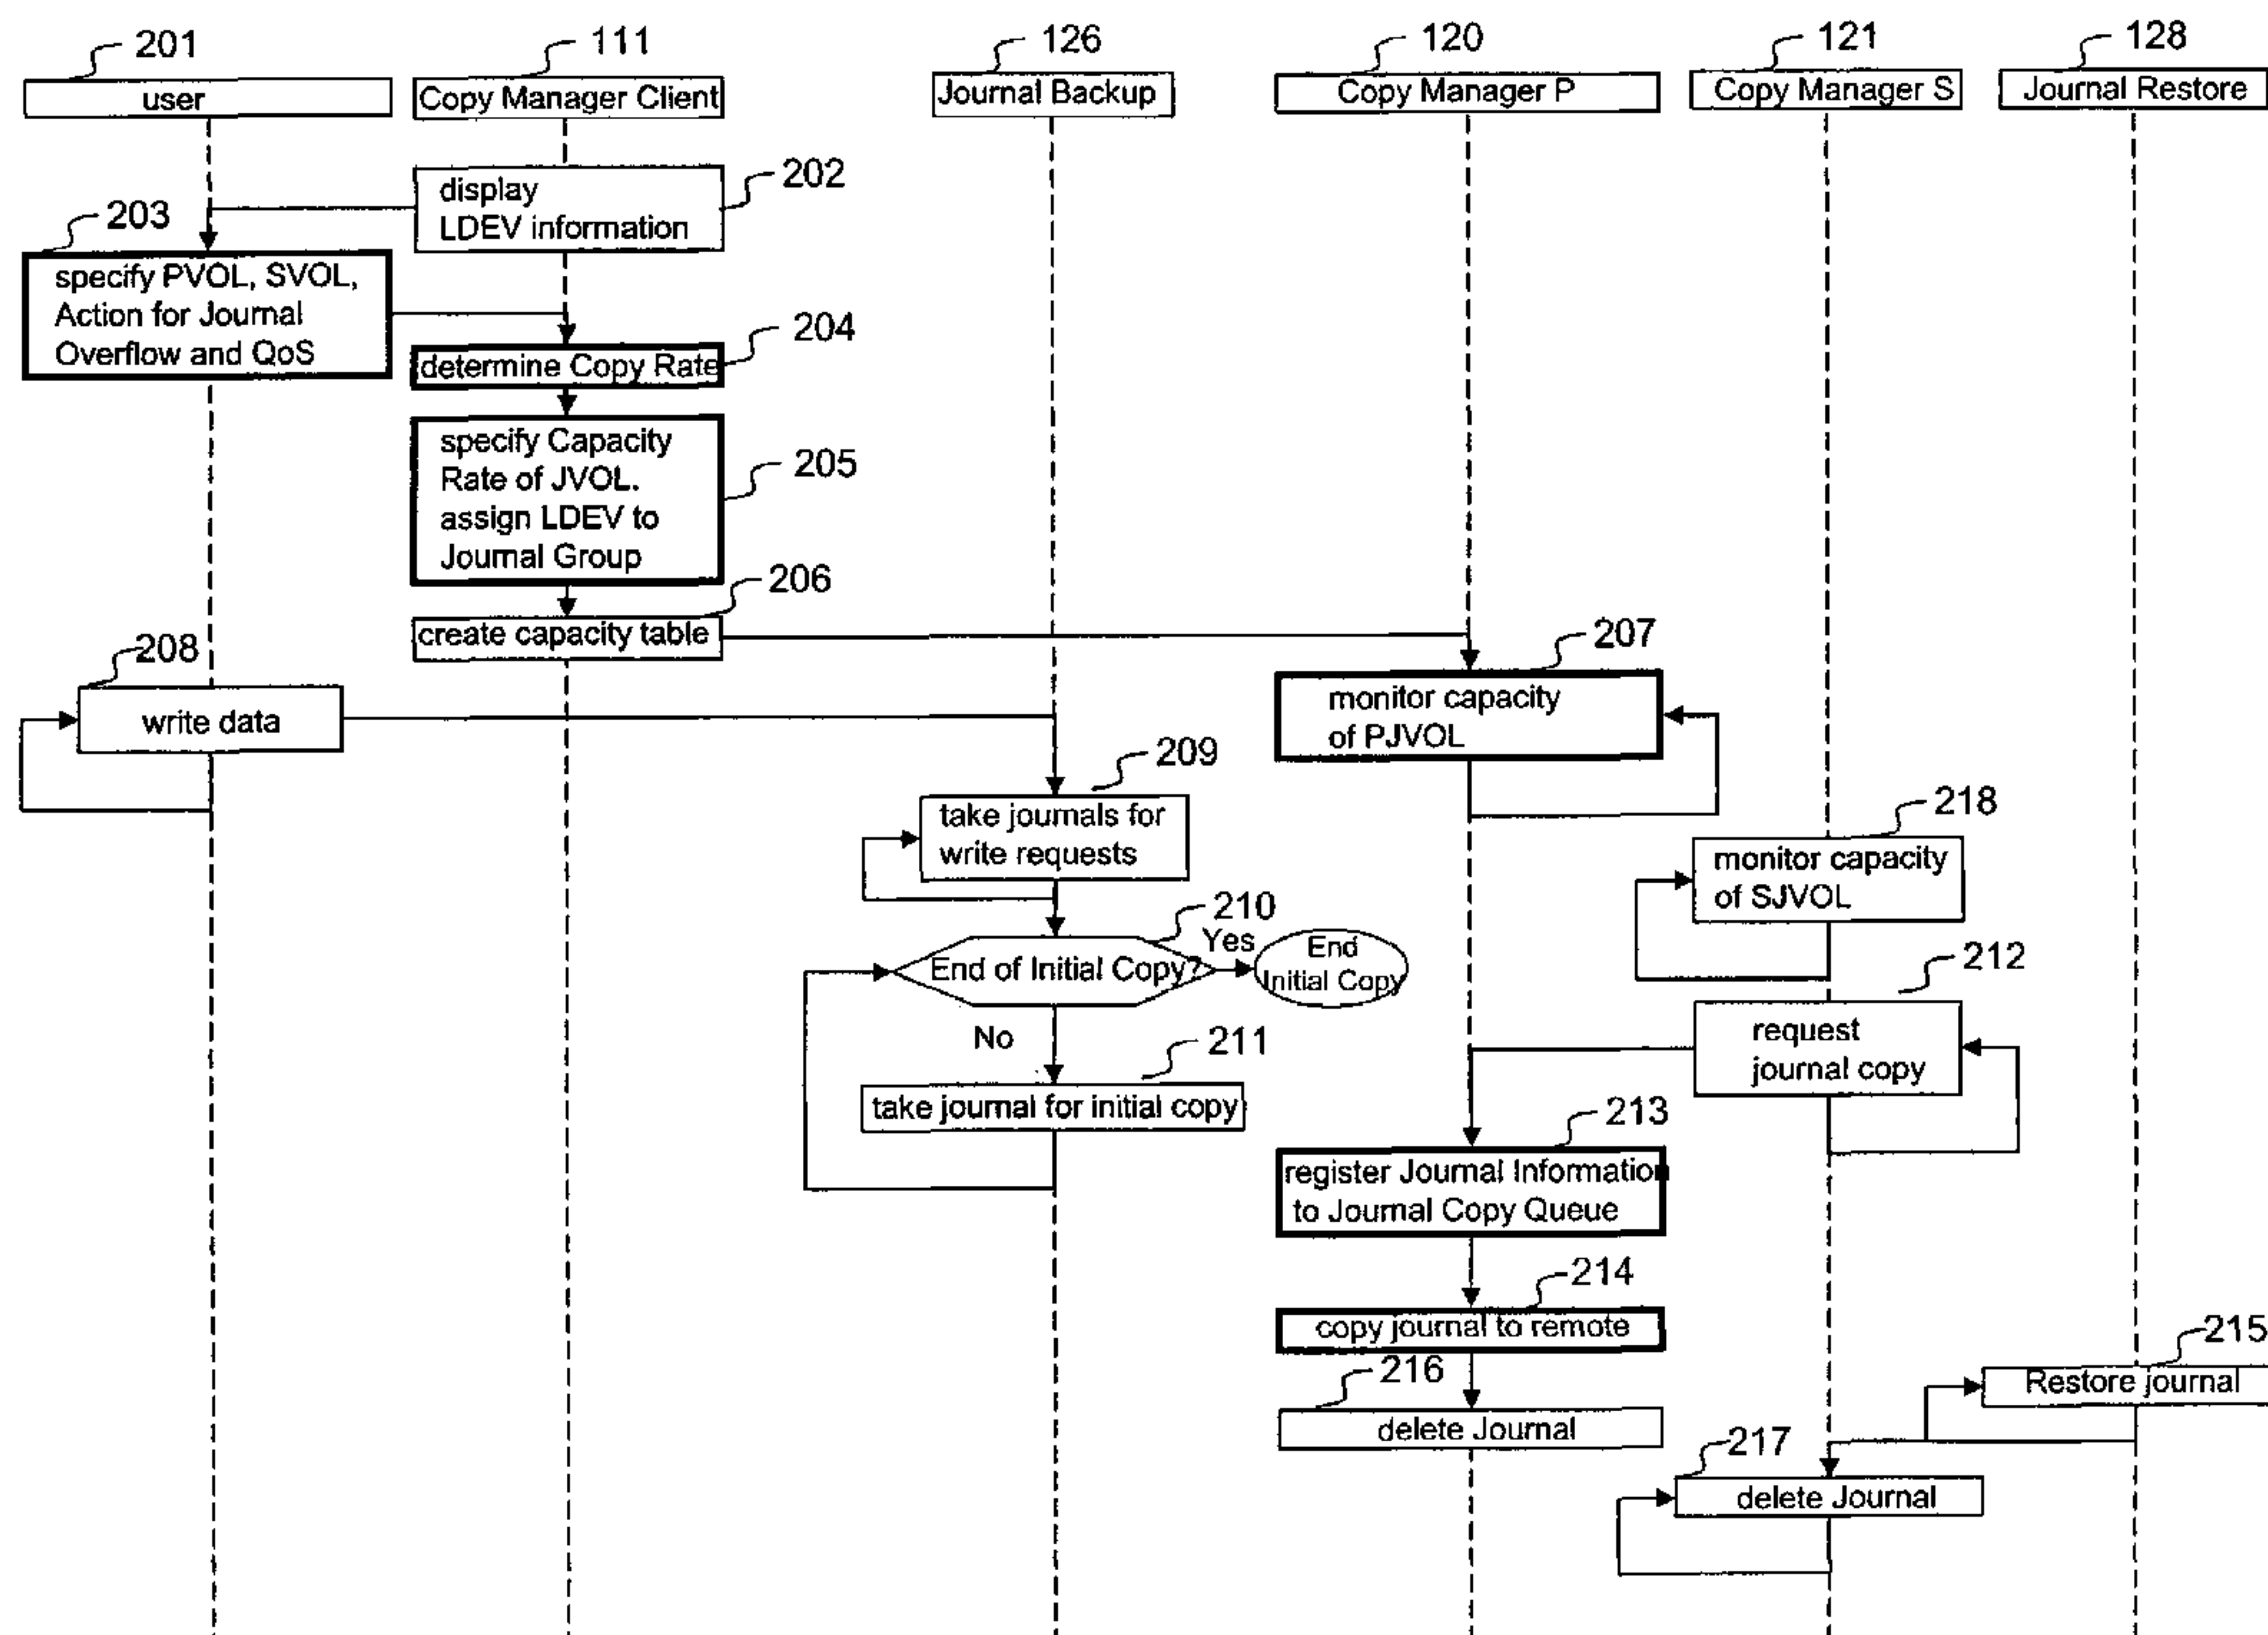 201
111
126
120
121
128
user
Copy Manager Client
Journal Backup
Copy Manager P
Copy Manager S
Journal Restore
display
LDEV information
202
203
specify PVOL, SVOL,
Action for Journal
Overflow and QoS
204
determine Copy Rate
specify Capacity
Rate of JVOL.
assign LDEV to
Journal Group
205
206
create capacity table
207
monitor capacity
of PJVOL
208
write data
209
take journals for
write requests
218
monitor capacity
of SJVOL
210
End of Initial Copy?
Yes
End
Initial Copy
No
212
request
journal copy
211
take journal for initial copy
213
register Journal Information
to Journal Copy Queue
214
copy journal to remote
215
Restore journal
216
delete Journal
217
delete Journal